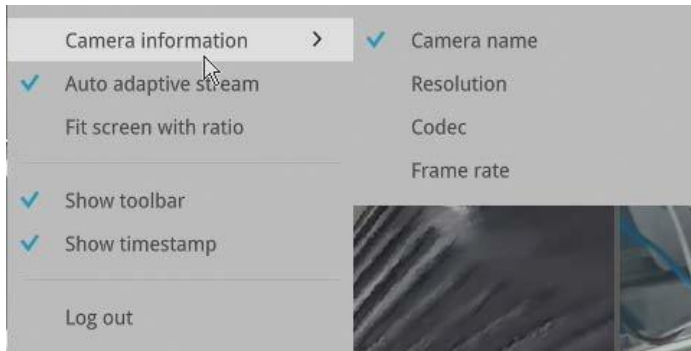 Camera information
Auto adaptive stream
Fit screen with ratio
Show toolbar
Show timestamp
Log out
Camera name
Resolution
Codec
Frame rate